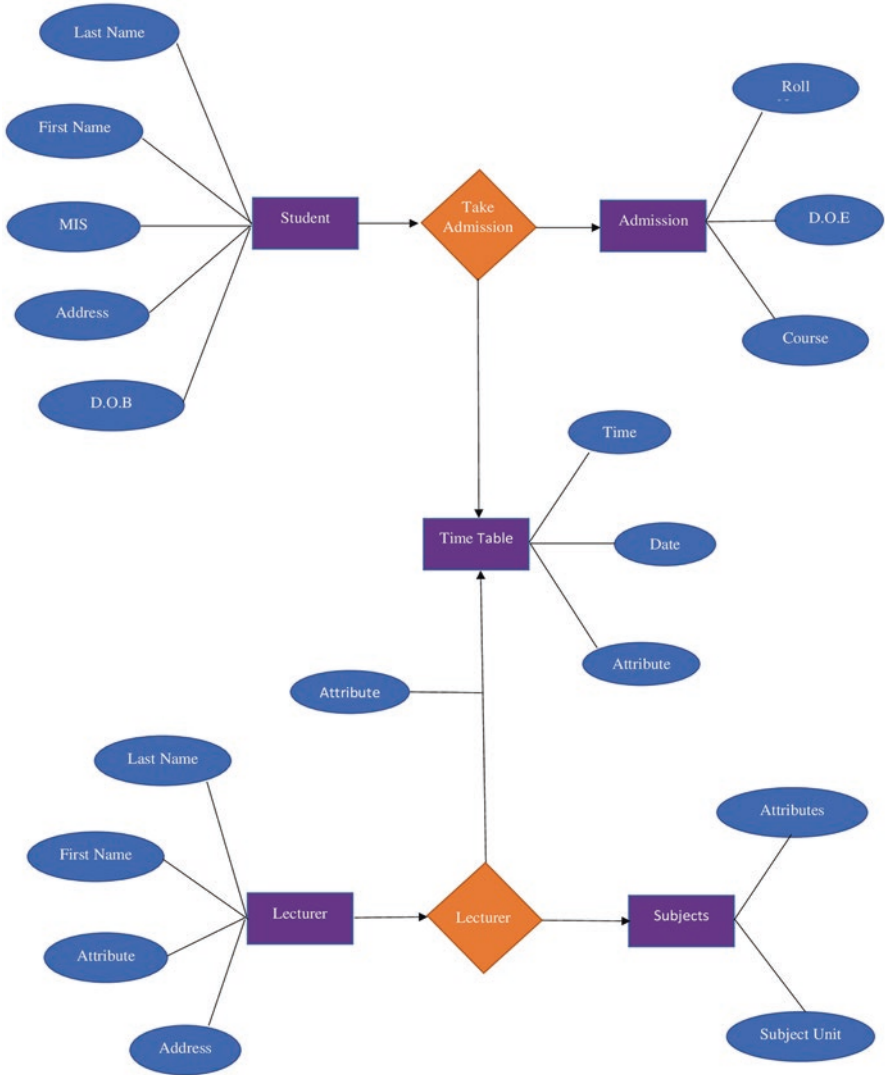 Last Name
First Name
MIS
Address
D.O.B
Student
Take
Admission
Admission
Roll
D.O.E
Course
Time
Time Table
Date
Attribute
Attribute
Last Name
First Name
Attribute
Address
Lecturer
Lecturer
Subjects
Attributes
Subject Unit